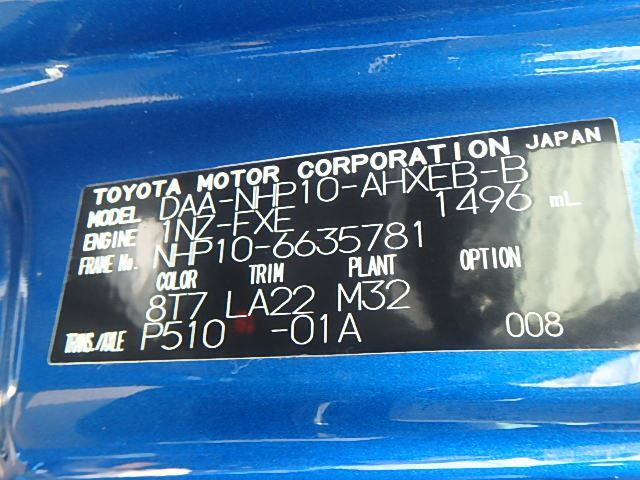 TOYOTA MOTOR CORPORATION JAPAN
MODEL DAA-NHP10-AHXEB-B
ENGINE 1NZ-FXE 1496 mL
FRAME No. NHP10-6635781
COLOR TRIM PLANT OPTION
8T7 LA22 M32
TRANS./AXLE P510 -01A 008